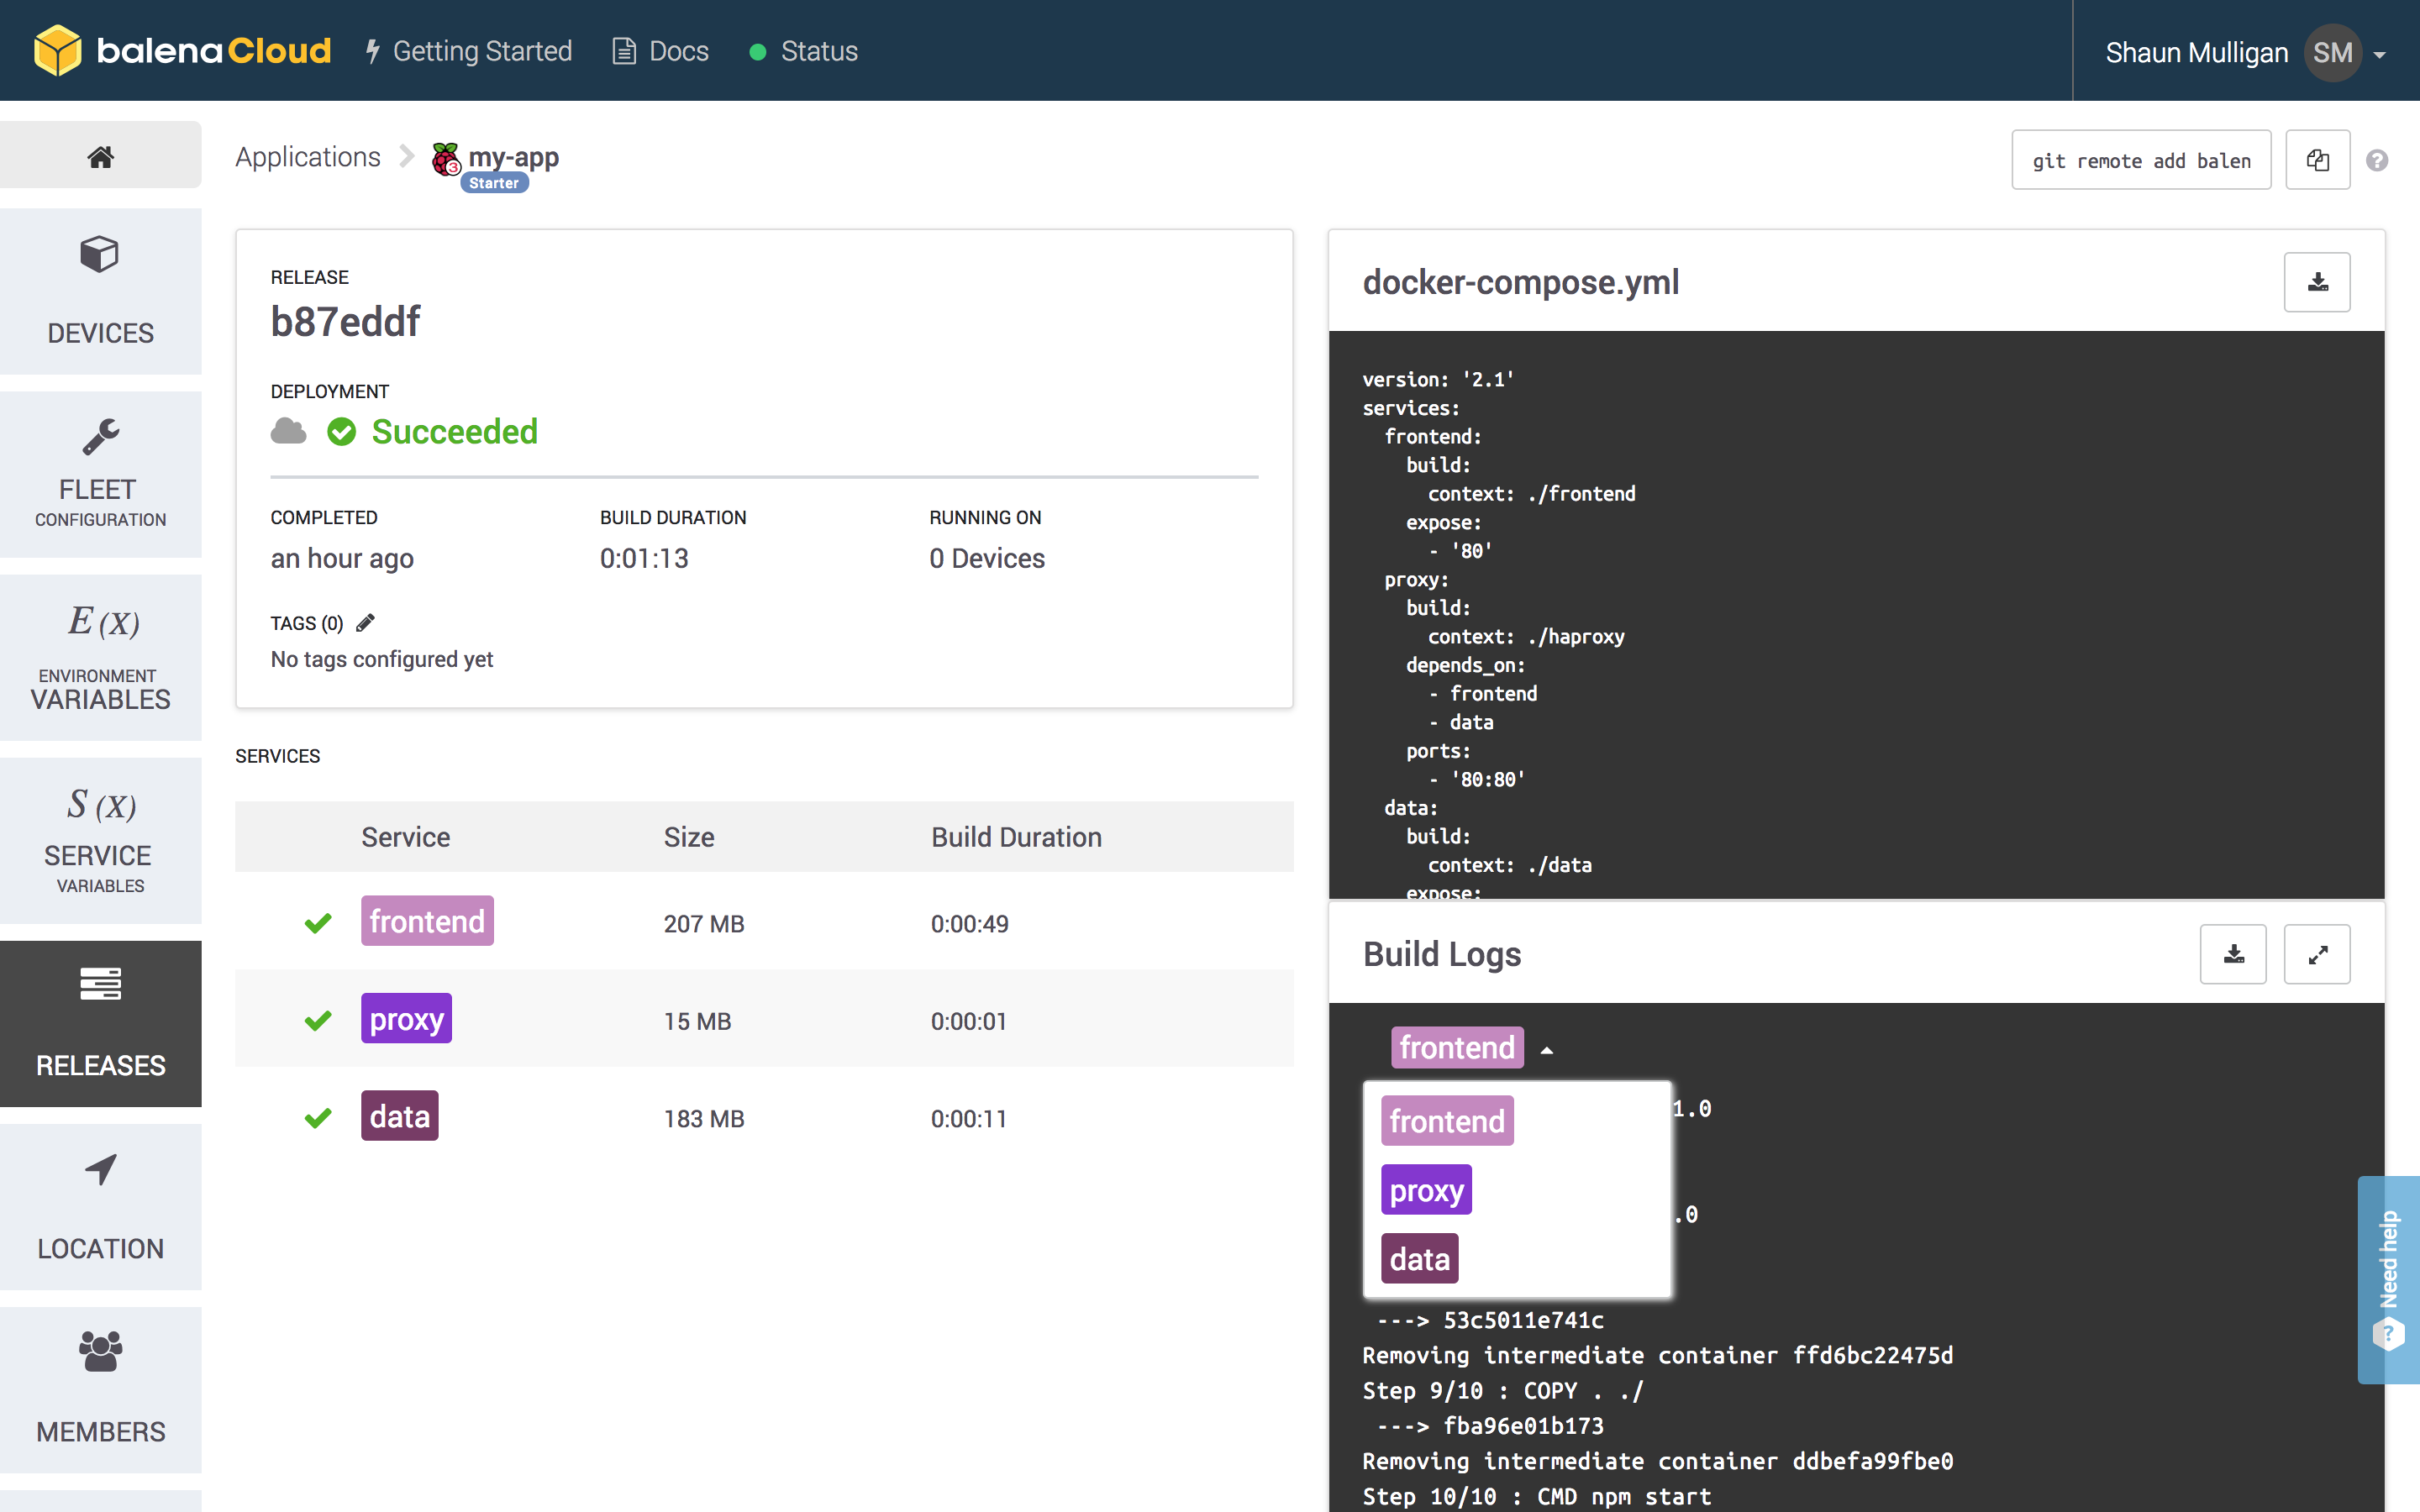 balenaCloud Getting Started Docs Status Shaun Mulligan SM
Applications my-app
3
Starter
git remote add balen
?
DEVICES
FLEET
CONFIGURATION
E (X)
ENVIRONMENT
VARIABLES
S (X)
SERVICE
VARIABLES
RELEASES
LOCATION
MEMBERS
RELEASE
b87eddf
DEPLOYMENT
Succeeded
COMPLETED BUILD DURATION RUNNING ON
an hour ago 0:01:13 0 Devices
TAGS (0)
No tags configured yet
SERVICES
Service Size Build Duration
frontend 207 MB 0:00:49
proxy 15 MB 0:00:01
data 183 MB 0:00:11
docker-compose.yml
version: '2.1'
services:
frontend:
build:
context: ./frontend
expose:
- '80'
proxy:
build:
context: ./haproxy
depends_on:
- frontend
- data
ports:
- '80:80'
data:
build:
context: ./data
expose:
Build Logs
frontend
frontend
1.0
proxy
.0
data
---> 53c5011e741c
Removing intermediate container ffd6bc22475d
Step 9/10 : COPY . ./
---> fba96e01b173
Removing intermediate container ddbefa99fbe0
Step 10/10 : CMD npm start
Need help
?